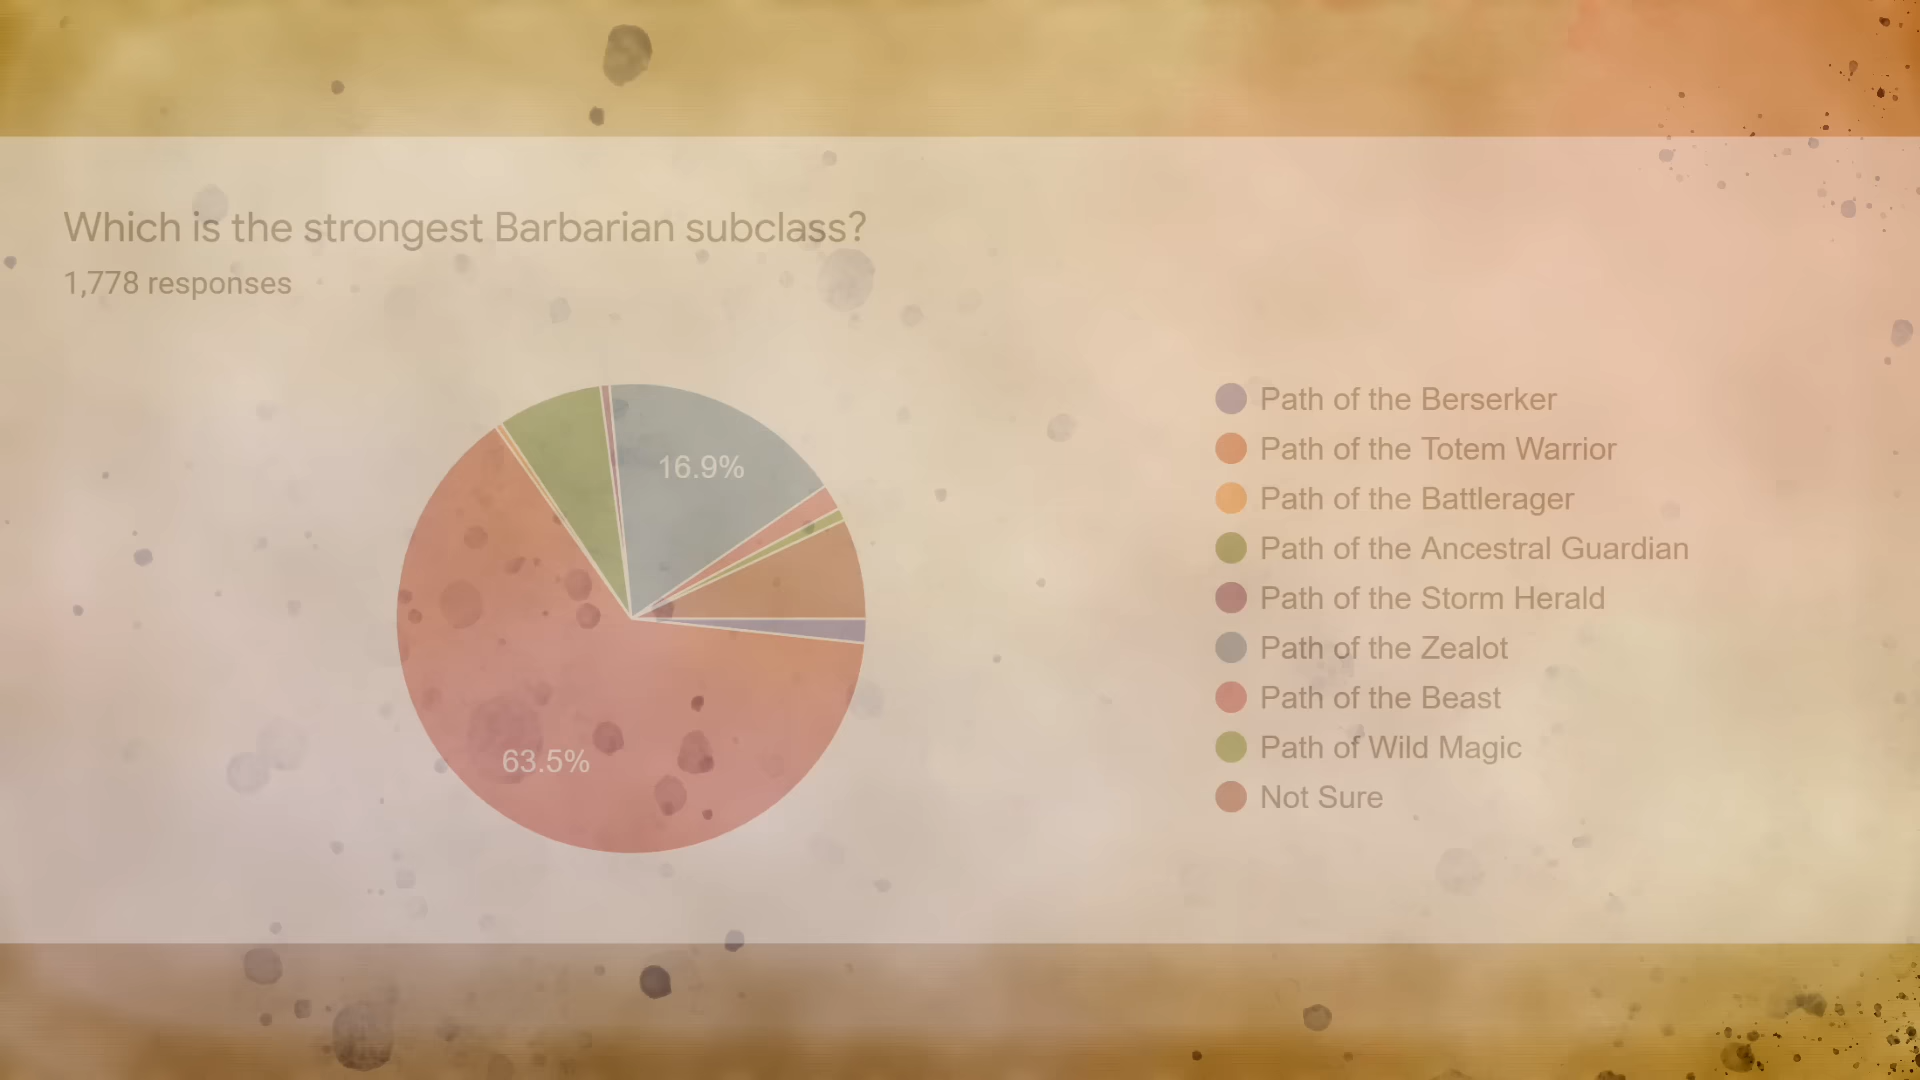 Which is the strongest Barbarian subclass?
1,778 responses
16.9%
63.5%
Path of the Berserker
Path of the Totem Warrior
Path of the Battlerager
Path of the Ancestral Guardian
Path of the Storm Herald
Path of the Zealot
Path of the Beast
Path of Wild Magic
Not Sure